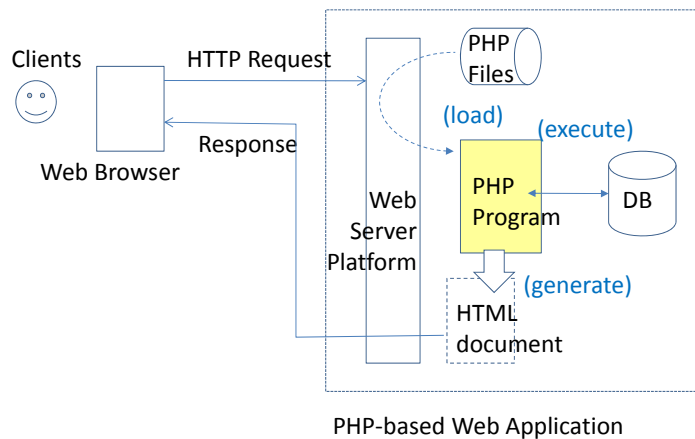 Clients
HTTP Request
PHP
Files
(load)
(execute)
Response
Web Browser
PHP
Program
DB
Web
Server
Platform
(generate)
HTML
document
PHP-based Web Application